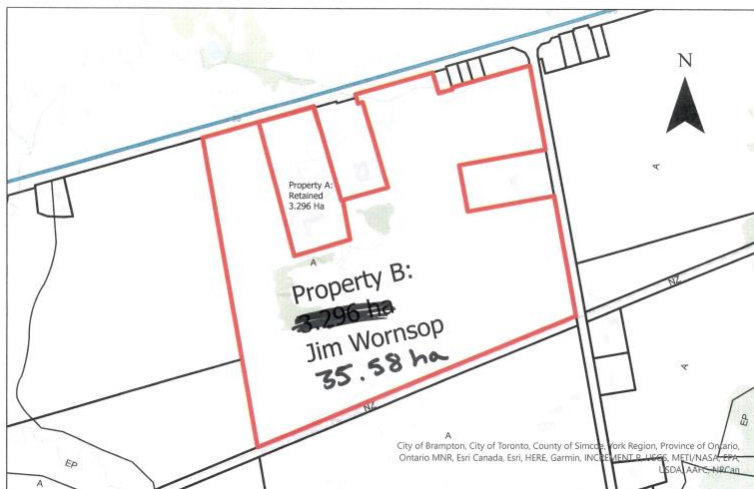 N
Property A:
Retained
3.296 Ha
A
A
Property B:
3.296 ha
Jim Wornsop
35.58 ha
NZ
NZ
A
A
EP
A
EP
A
City of Brampton, City of Toronto, County of Simcoe, York Region, Province of Ontario,
Ontario MNR, Esri Canada, Esri, HERE, Garmin, INCREMENT P, USGS, METI/NASA, EPA,
USDA, AAFC, NRCan